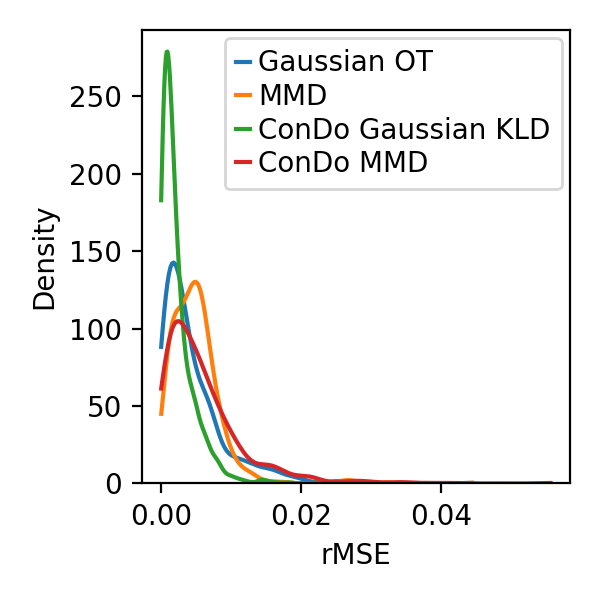 Gaussian OT
MMD
ConDo Gaussian KLD
ConDo MMD
Density
250
200
150
100
50
0
0.00
0.02
0.04
rMSE